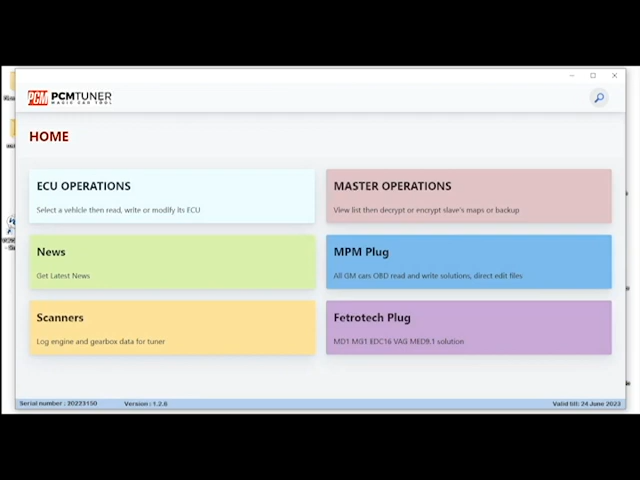 PCM PCMTUNER
MAGIC CAR TOOL
HOME
ECU OPERATIONS
Select a vehicle then read, write or modify its ECU
MASTER OPERATIONS
View list then decrypt or encrypt slave's maps or backup
News
Get Latest News
MPM Plug
All GM cars OBD read and write solutions, direct edit files
Scanners
Log engine and gearbox data for tuner
Fetrotech Plug
MD1 MG1 EDC16 VAG MED9.1 solution
Serial number : 20223150
Version : 1.2.6
Valid till: 24 June 2023